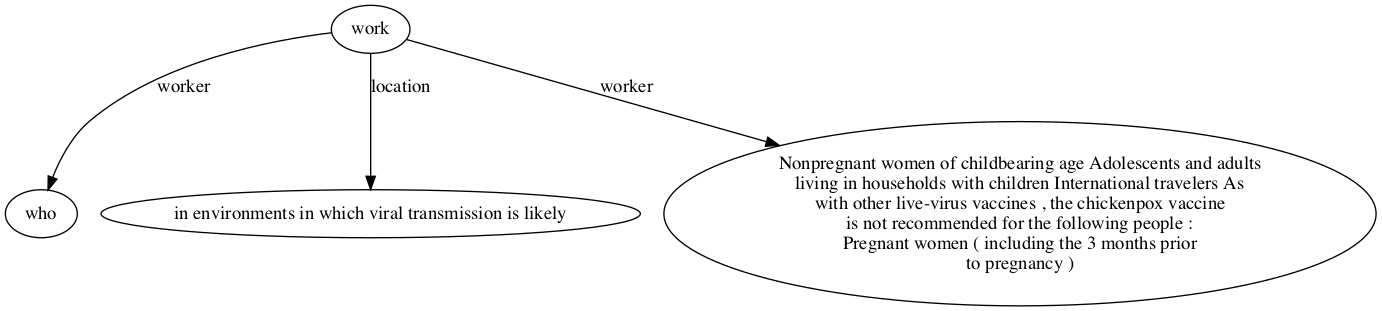 work
worker
location
worker
who
in environments in which viral transmission is likely
Nonpregnant women of childbearing age Adolescents and adults
living in households with children International travelers As
with other live-virus vaccines , the chickenpox vaccine
is not recommended for the following people :
Pregnant women ( including the 3 months prior
to pregnancy )